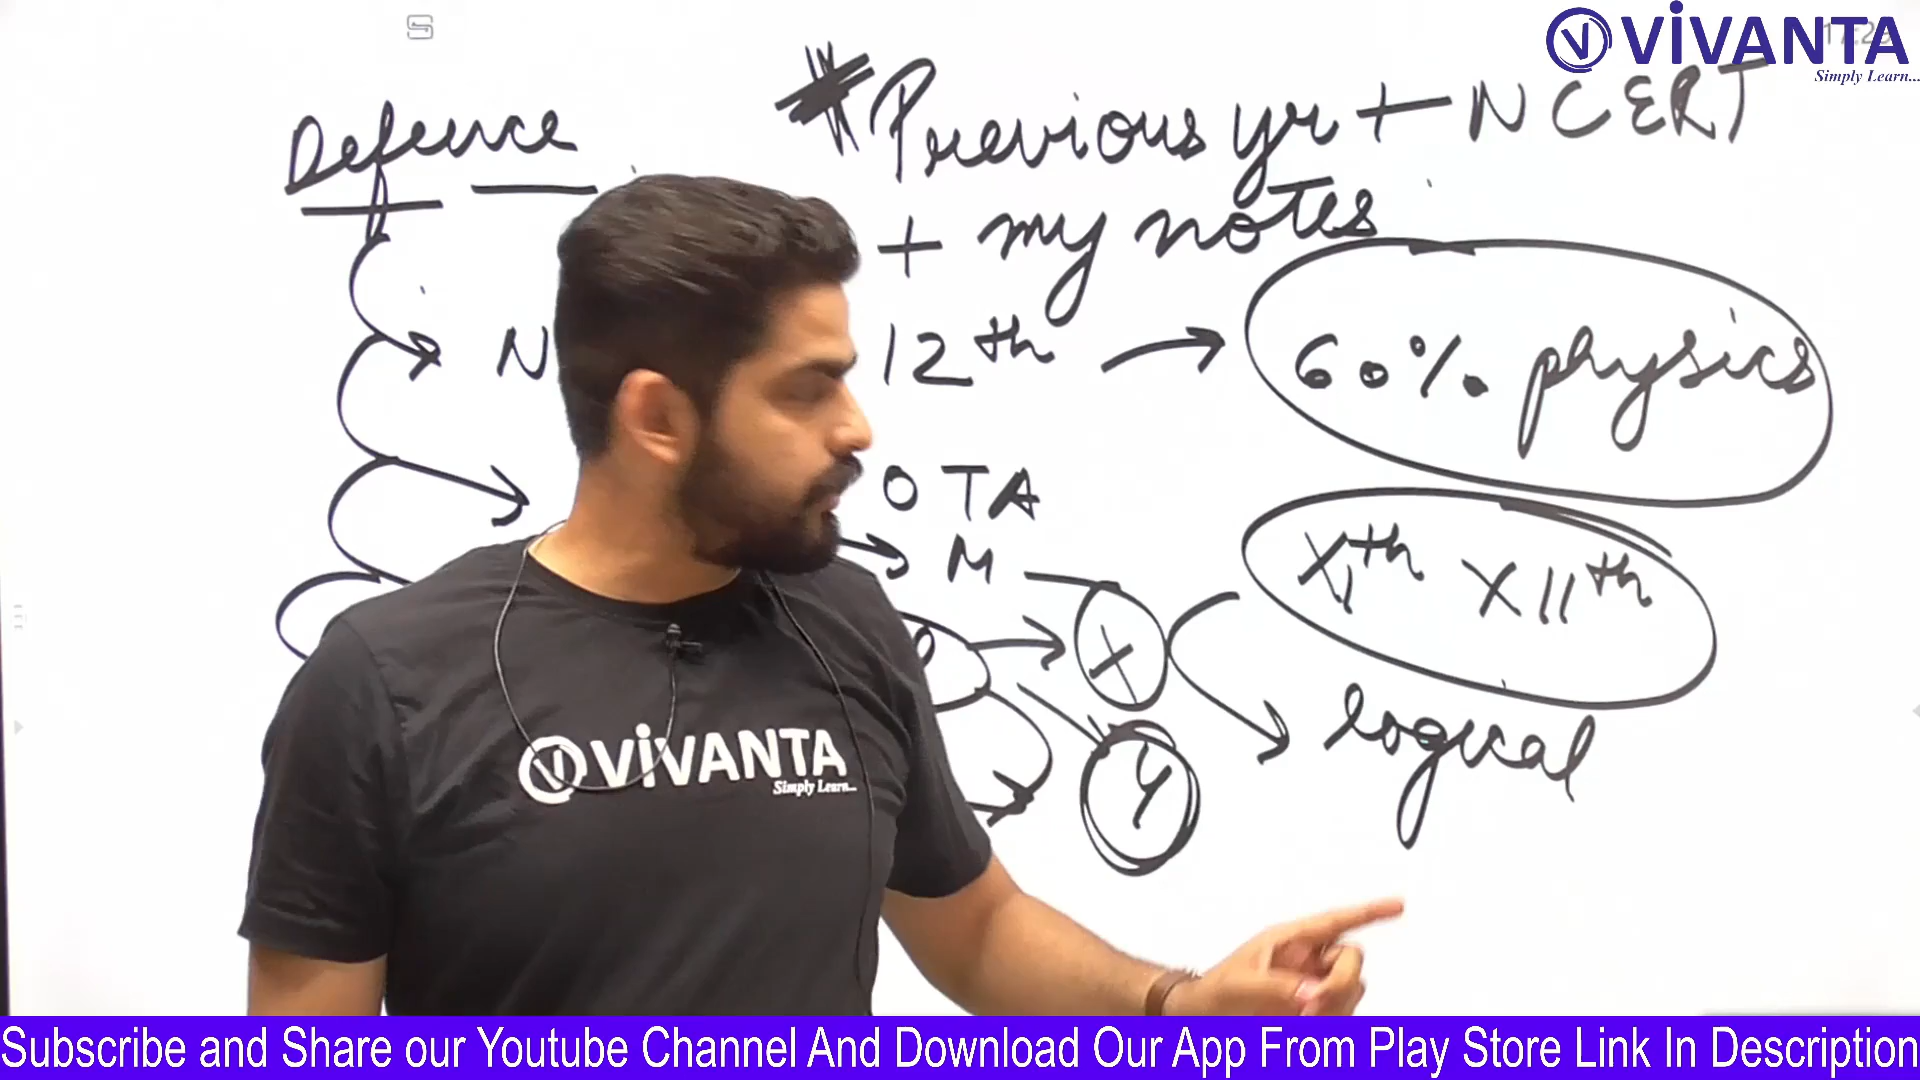 VIVANTA
Simply Learn...
Defence
*Previous yr + NCERT
+ my notes
N 12th → 60% physics
OTA
→ M
X
XIth XIIth
Y
logical
VIVANTA
Simply Learn...
Subscribe and Share our Youtube Channel And Download Our App From Play Store Link In Description